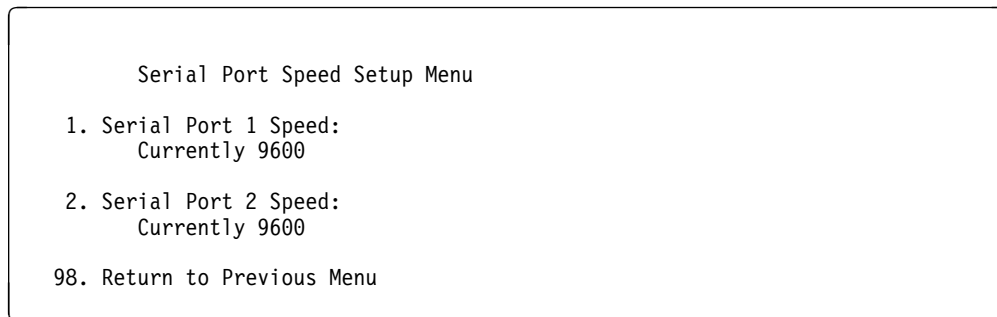 Serial Port Speed Setup Menu
1. Serial Port 1 Speed:
Currently 9600
2. Serial Port 2 Speed:
Currently 9600
98. Return to Previous Menu